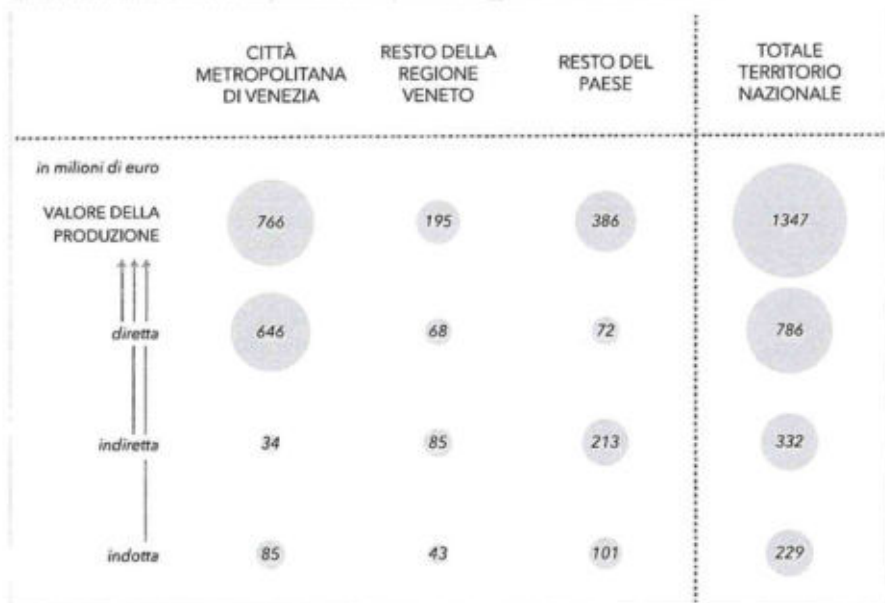 CITTÀ
METROPOLITANA
DI VENEZIA
RESTO DELLA
REGIONE
VENETO
RESTO DEL
PAESE
TOTALE
TERRITORIO
NAZIONALE
in milioni di euro
VALORE DELLA
PRODUZIONE
766 195 386 1347
diretta 646 68 72 786
indiretta 34 85 213 332
indotta 85 43 101 229